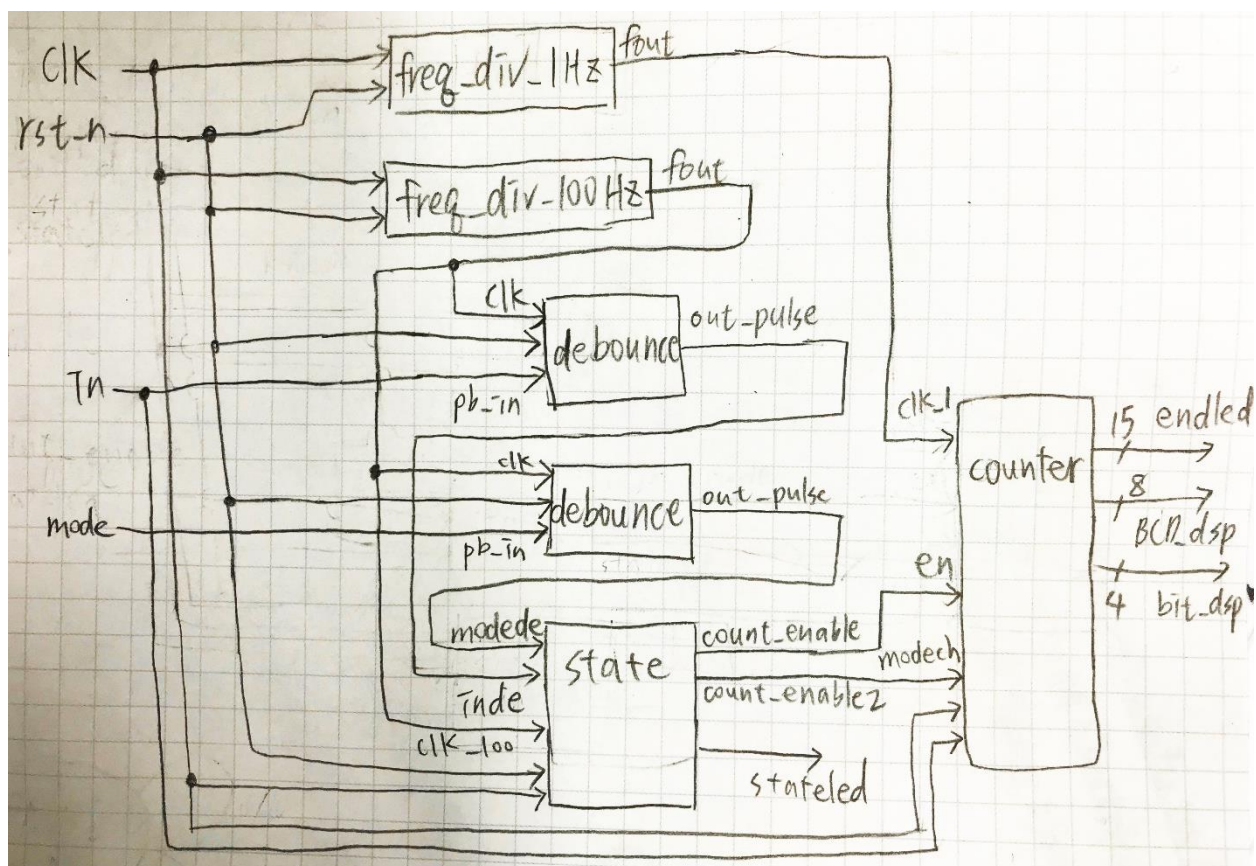 clk
rst_n
in
mode
freq_div_1Hz
fout
freq_div_100Hz
fout
clk
debounce
out_pulse
pb_in
clk
debounce
out_pulse
pb_in
modede
inde
clk_100
state
count_enable
count_enable2
stateled
clk_1
en
modech
counter
15 endled
8
BCD_dsp
4 bit_dsp